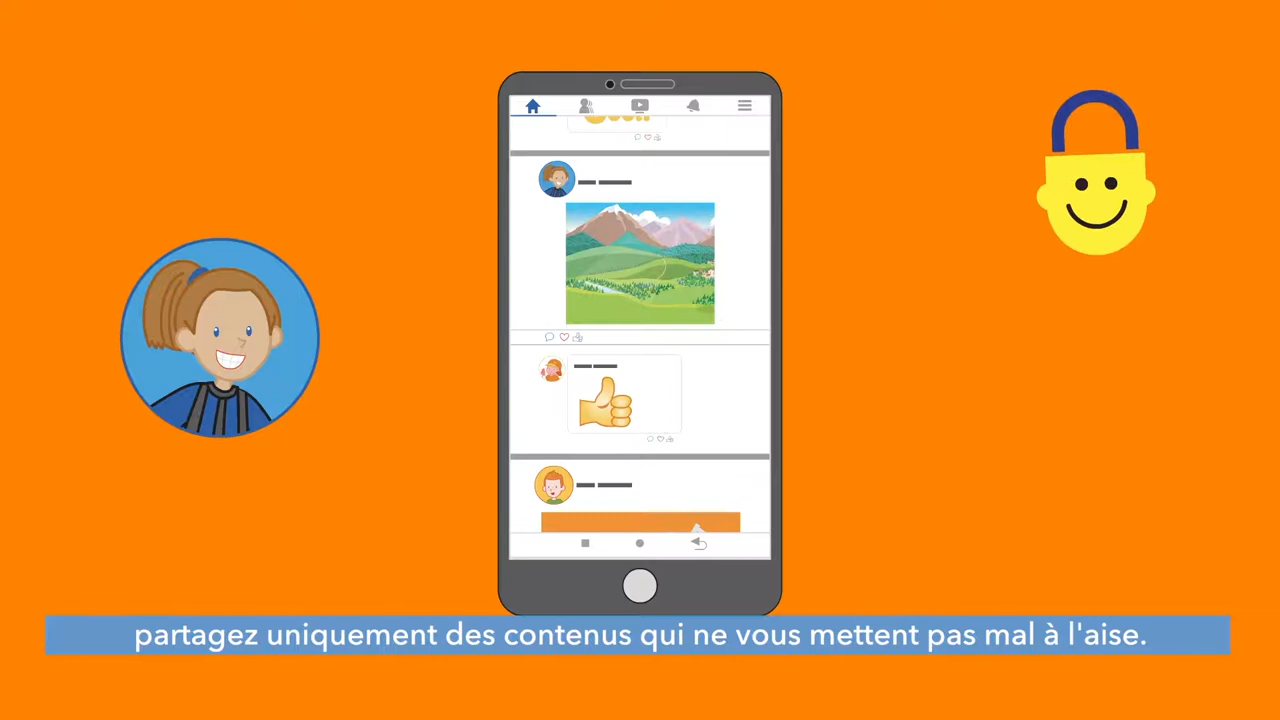 partagez uniquement des contenus qui ne vous mettent pas mal à l'aise.